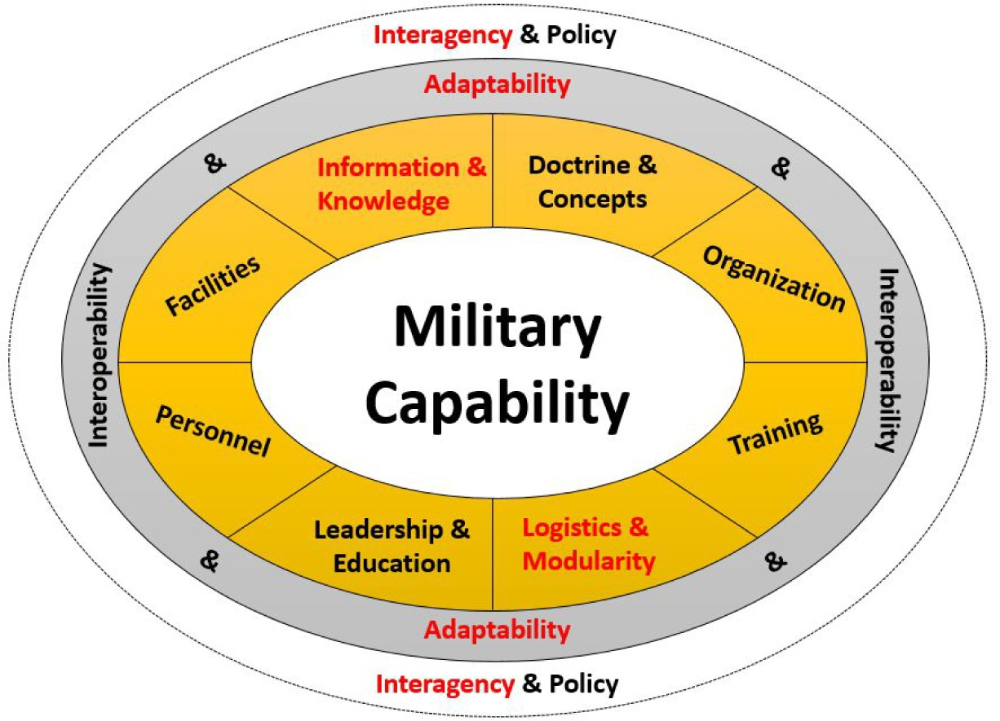 Interagency & Policy
Adaptability
&
&
Information &
Knowledge
Doctrine &
Concepts
Facilities
Organization
Interoperability
Interoperability
Military
Capability
Personnel
Training
Leadership &
Education
Logistics &
Modularity
&
&
Adaptability
Interagency & Policy